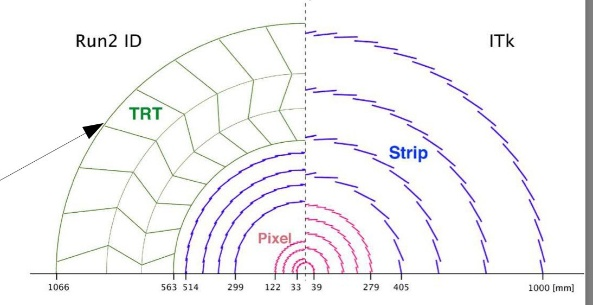 Run2 ID
ITk
TRT
Strip
Pixel
1066 563 514 299 122 33 39 279 405 1000 [mm]